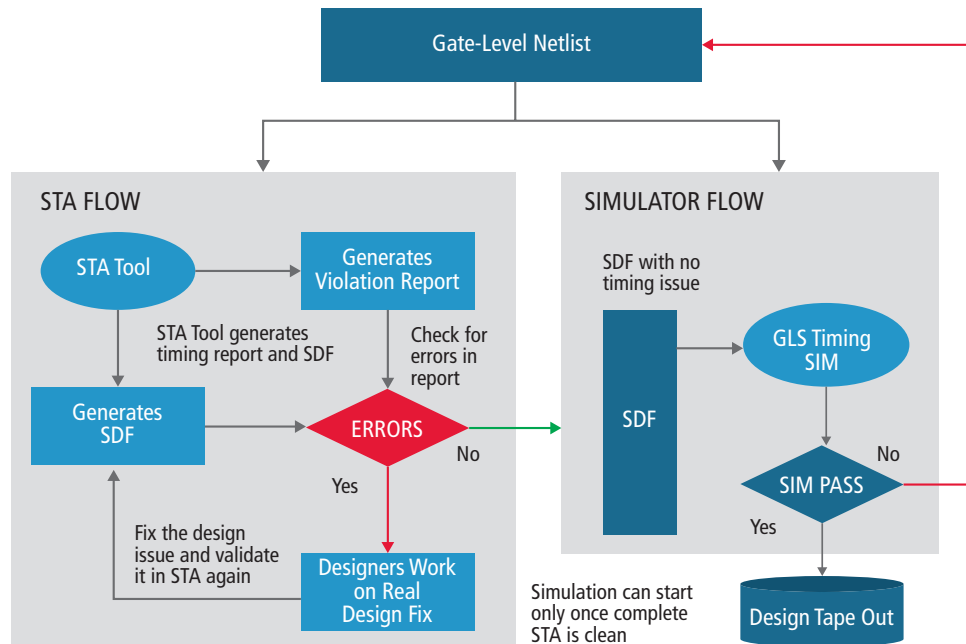 Gate-Level Netlist
STA FLOW
STA Tool
Generates
Violation Report
STA Tool generates
timing report and SDF
Check for
errors in
report
Generates
SDF
ERRORS
No
Yes
Fix the design
issue and validate
it in STA again
Designers Work
on Real
Design Fix
SIMULATOR FLOW
SDF with no
timing issue
SDF
GLS Timing
SIM
SIM PASS
No
Yes
Simulation can start
only once complete
STA is clean
Design Tape Out